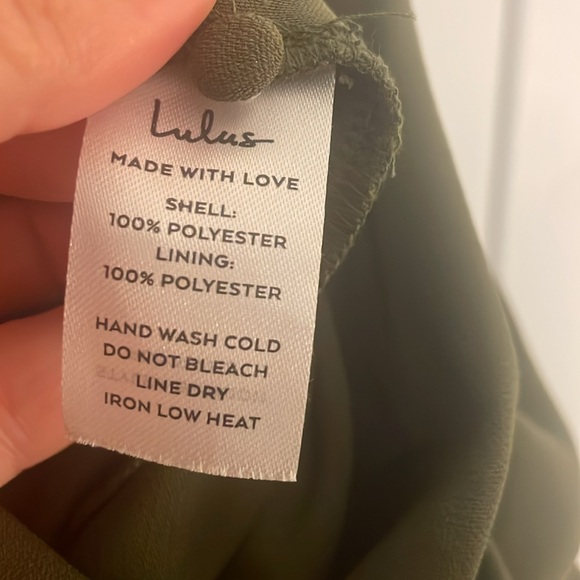 Lulus
MADE WITH LOVE
SHELL:
100% POLYESTER
LINING:
100% POLYESTER
HAND WASH COLD
DO NOT BLEACH
LINE DRY
IRON LOW HEAT